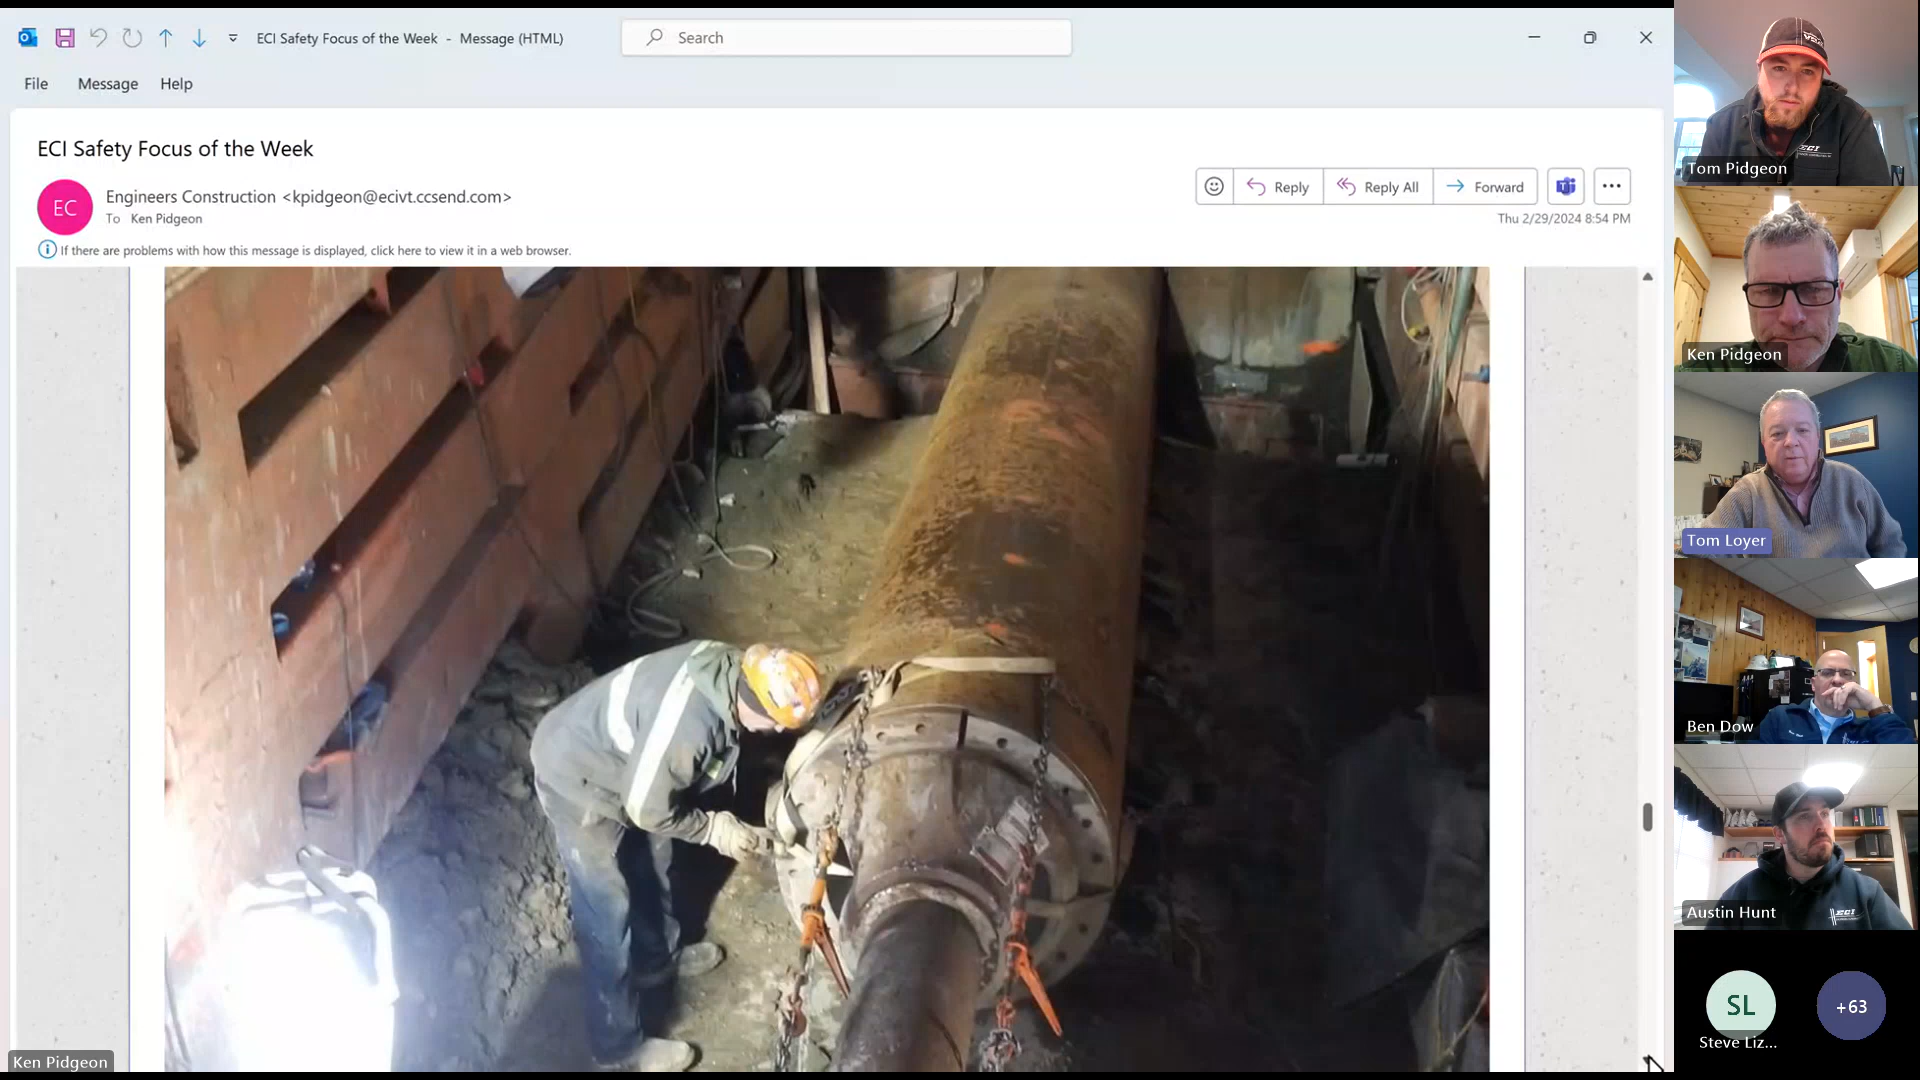 ECI Safety Focus of the Week - Message (HTML)
Search
File Message Help
ECI Safety Focus of the Week
EC
Engineers Construction <kpidgeon@ecivt.ccsend.com>
To Ken Pidgeon
Reply
Reply All
Forward
Thu 2/29/2024 8:54 PM
If there are problems with how this message is displayed, click here to view it in a web browser.
Ken Pidgeon
Tom Pidgeon
ECI
Ken Pidgeon
Tom Loyer
Ben Dow
Austin Hunt
ECI
SL
+63
Steve Liz...